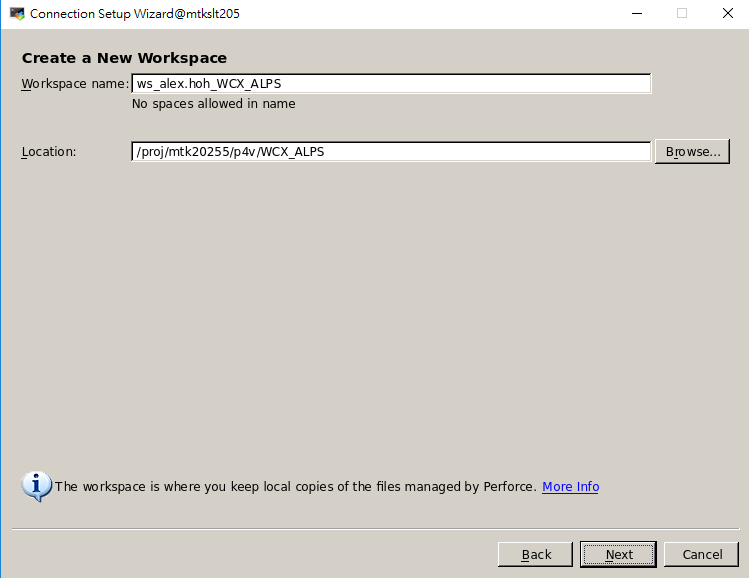 Connection Setup Wizard@mtkslt205
Create a New Workspace
Workspace name: ws_alex.hoh_WCX_ALPS
No spaces allowed in name
Location: /proj/mtk20255/p4v/WCX_ALPS Browse...
The workspace is where you keep local copies of the files managed by Perforce. More Info
Back Next Cancel